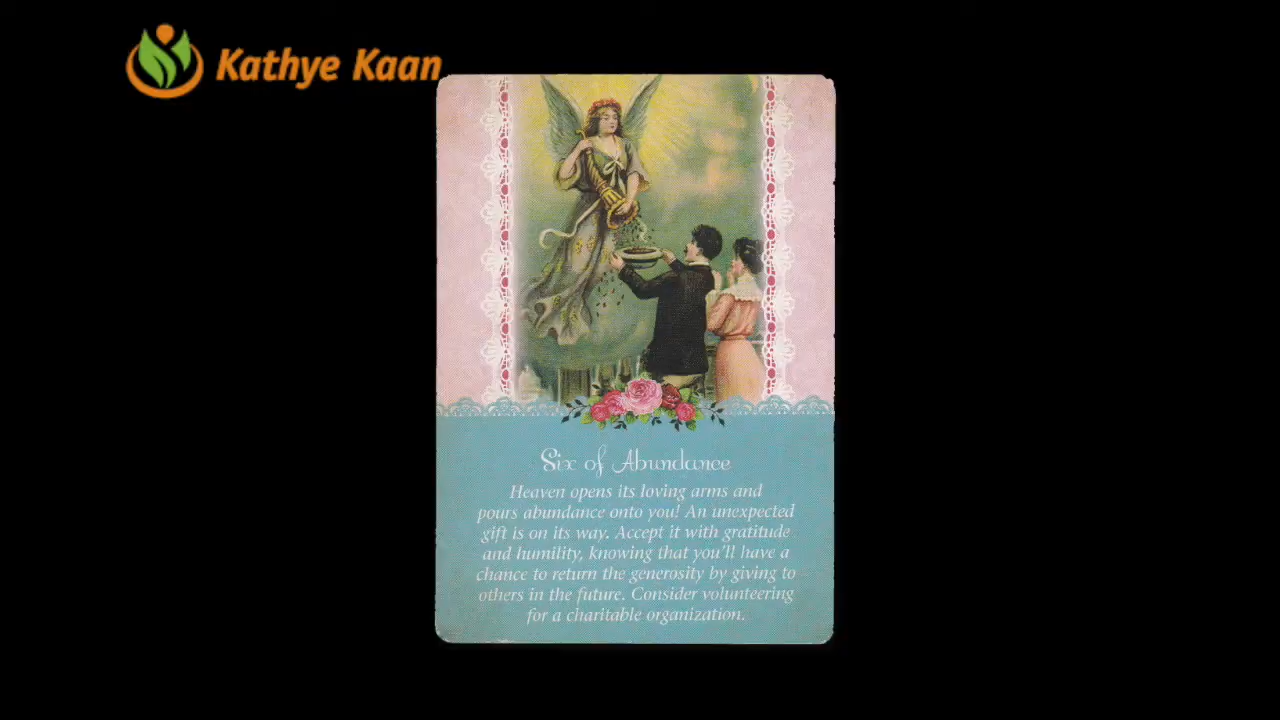 Kathye Kaan
Six of Abundance
Heaven opens its loving arms and
pours abundance onto you! An unexpected
gift is on its way. Accept it with gratitude
and humility, knowing that you'll have a
chance to return the generosity by giving to
others in the future. Consider volunteering
for a charitable organization.